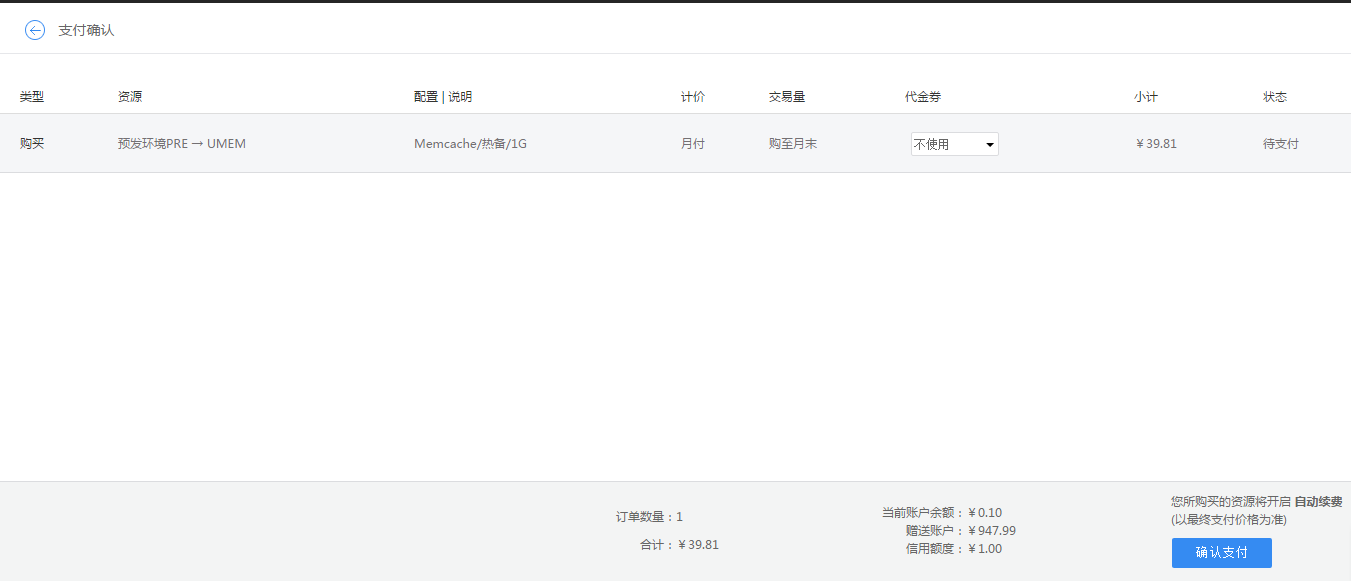 支付确认
类型 资源 配置 | 说明 计价 交易量 代金券 小计 状态
购买 预发环境PRE → UMEM Memcache/热备/1G 月付 购至月末 不使用 ¥ 39.81 待支付
订单数量：1
合计：¥ 39.81
当前账户余额：¥ 0.10
赠送账户：¥ 947.99
信用额度：¥ 1.00
您所购买的资源将开启 自动续费
(以最终支付价格为准)
确认支付